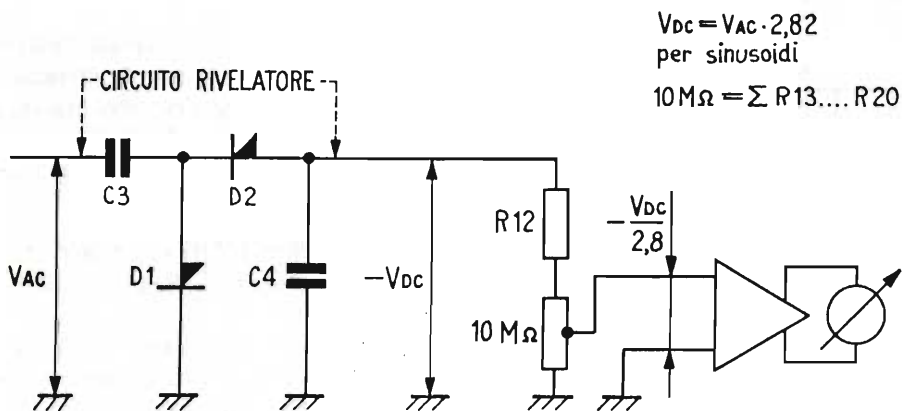 VDC = VAC · 2,82
per sinusoidi
10 MΩ = Σ R13.... R20
CIRCUITO RIVELATORE
C3
D2
R12
− VDC
2,8
VAC
D1
C4
−VDC
10 MΩ